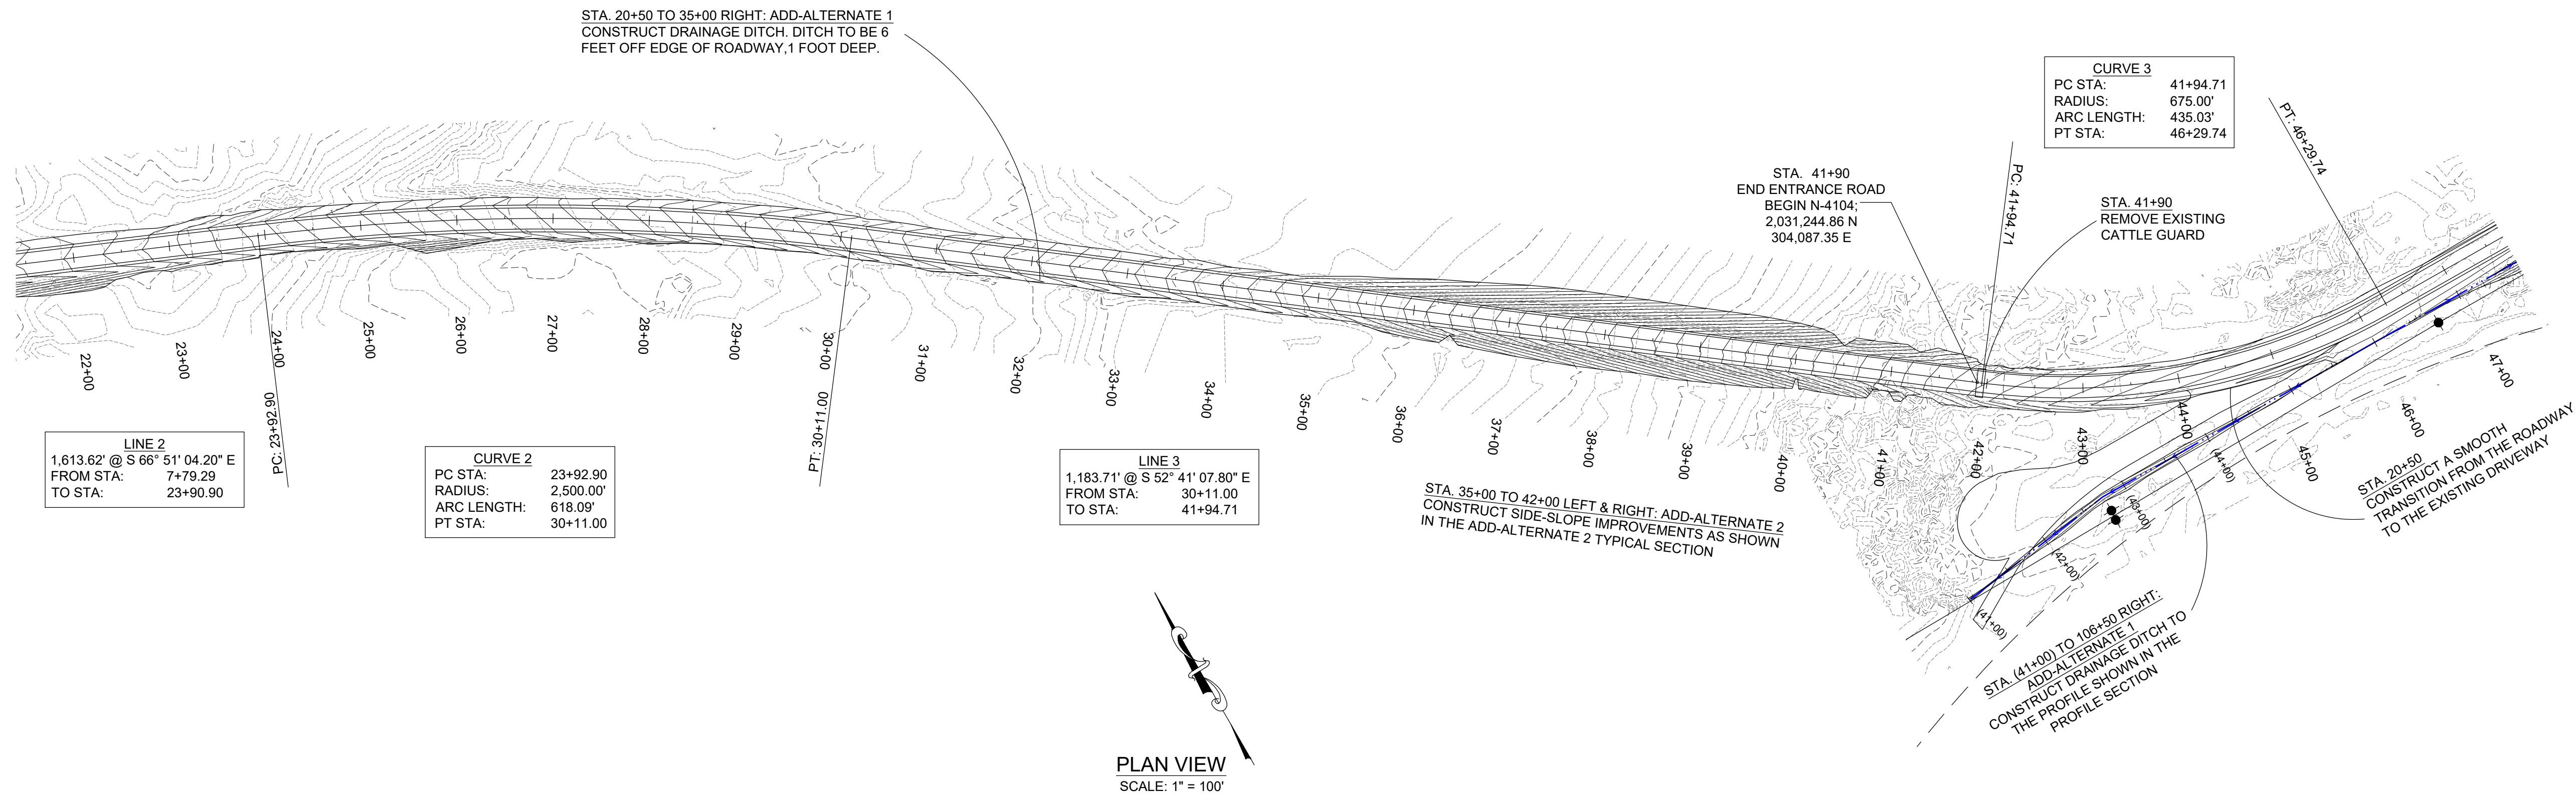 STA. 20+50 TO 35+00 RIGHT: ADD-ALTERNATE 1
CONSTRUCT DRAINAGE DITCH. DITCH TO BE 6
FEET OFF EDGE OF ROADWAY,1 FOOT DEEP.
CURVE 3
PC STA: 41+94.71
RADIUS: 675.00'
ARC LENGTH: 435.03'
PT STA: 46+29.74
PT: 46+29.74
STA. 41+90
END ENTRANCE ROAD
BEGIN N-4104;
2,031,244.86 N
304,087.35 E
PC: 41+94.71
STA. 41+90
REMOVE EXISTING
CATTLE GUARD
22+00
23+00
24+00
25+00
26+00
27+00
28+00
29+00
30+00
31+00
32+00
33+00
34+00
35+00
36+00
37+00
38+00
39+00
40+00
41+00
42+00
43+00
44+00
45+00
46+00
47+00
PC: 23+92.90
PT: 30+11.00
LINE 2
1,613.62' @ S 66° 51' 04.20" E
FROM STA: 7+79.29
TO STA: 23+90.90
CURVE 2
PC STA: 23+92.90
RADIUS: 2,500.00'
ARC LENGTH: 618.09'
PT STA: 30+11.00
LINE 3
1,183.71' @ S 52° 41' 07.80" E
FROM STA: 30+11.00
TO STA: 41+94.71
STA. 35+00 TO 42+00 LEFT & RIGHT: ADD-ALTERNATE 2
CONSTRUCT SIDE-SLOPE IMPROVEMENTS AS SHOWN
IN THE ADD-ALTERNATE 2 TYPICAL SECTION
STA. 20+50
CONSTRUCT A SMOOTH
TRANSITION FROM THE ROADWAY
TO THE EXISTING DRIVEWAY
(44+00)
(43+00)
(42+00)
(41+00)
STA. (41+00) TO 106+50 RIGHT:
ADD-ALTERNATE 1
CONSTRUCT DRAINAGE DITCH TO
THE PROFILE SHOWN IN THE
PROFILE SECTION
PLAN VIEW
SCALE: 1" = 100'